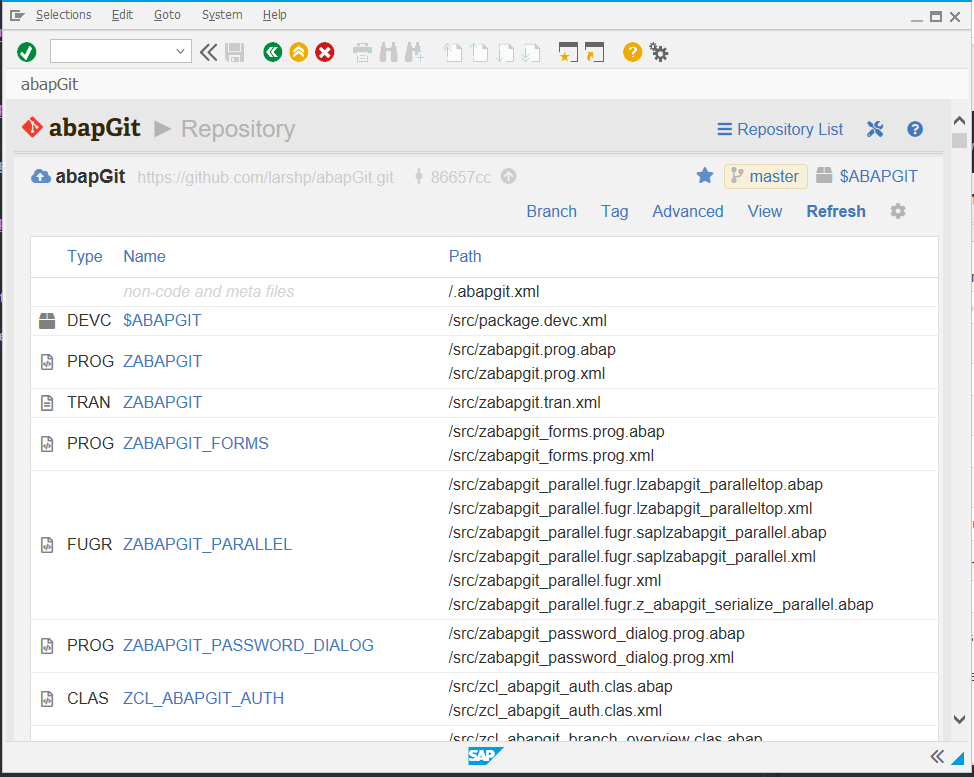 Selections Edit Goto System Help
abapGit
abapGit Repository Repository List
abapGit https://github.com/larshp/abapGit.git 86657cc master $ABAPGIT
Branch Tag Advanced View Refresh
Type Name Path
non-code and meta files /.abapgit.xml
DEVC $ABAPGIT /src/package.devc.xml
PROG ZABAPGIT /src/zabapgit.prog.abap
/src/zabapgit.prog.xml
TRAN ZABAPGIT /src/zabapgit.tran.xml
PROG ZABAPGIT_FORMS /src/zabapgit_forms.prog.abap
/src/zabapgit_forms.prog.xml
/src/zabapgit_parallel.fugr.lzabapgit_paralleltop.abap
/src/zabapgit_parallel.fugr.lzabapgit_paralleltop.xml
/src/zabapgit_parallel.fugr.saplzabapgit_parallel.abap
FUGR ZABAPGIT_PARALLEL /src/zabapgit_parallel.fugr.saplzabapgit_parallel.xml
/src/zabapgit_parallel.fugr.xml
/src/zabapgit_parallel.fugr.z_abapgit_serialize_parallel.abap
PROG ZABAPGIT_PASSWORD_DIALOG /src/zabapgit_password_dialog.prog.abap
/src/zabapgit_password_dialog.prog.xml
CLAS ZCL_ABAPGIT_AUTH /src/zcl_abapgit_auth.clas.abap
/src/zcl_abapgit_auth.clas.xml
/src/zcl_abapgit_branch_overview.clas.abap
SAP